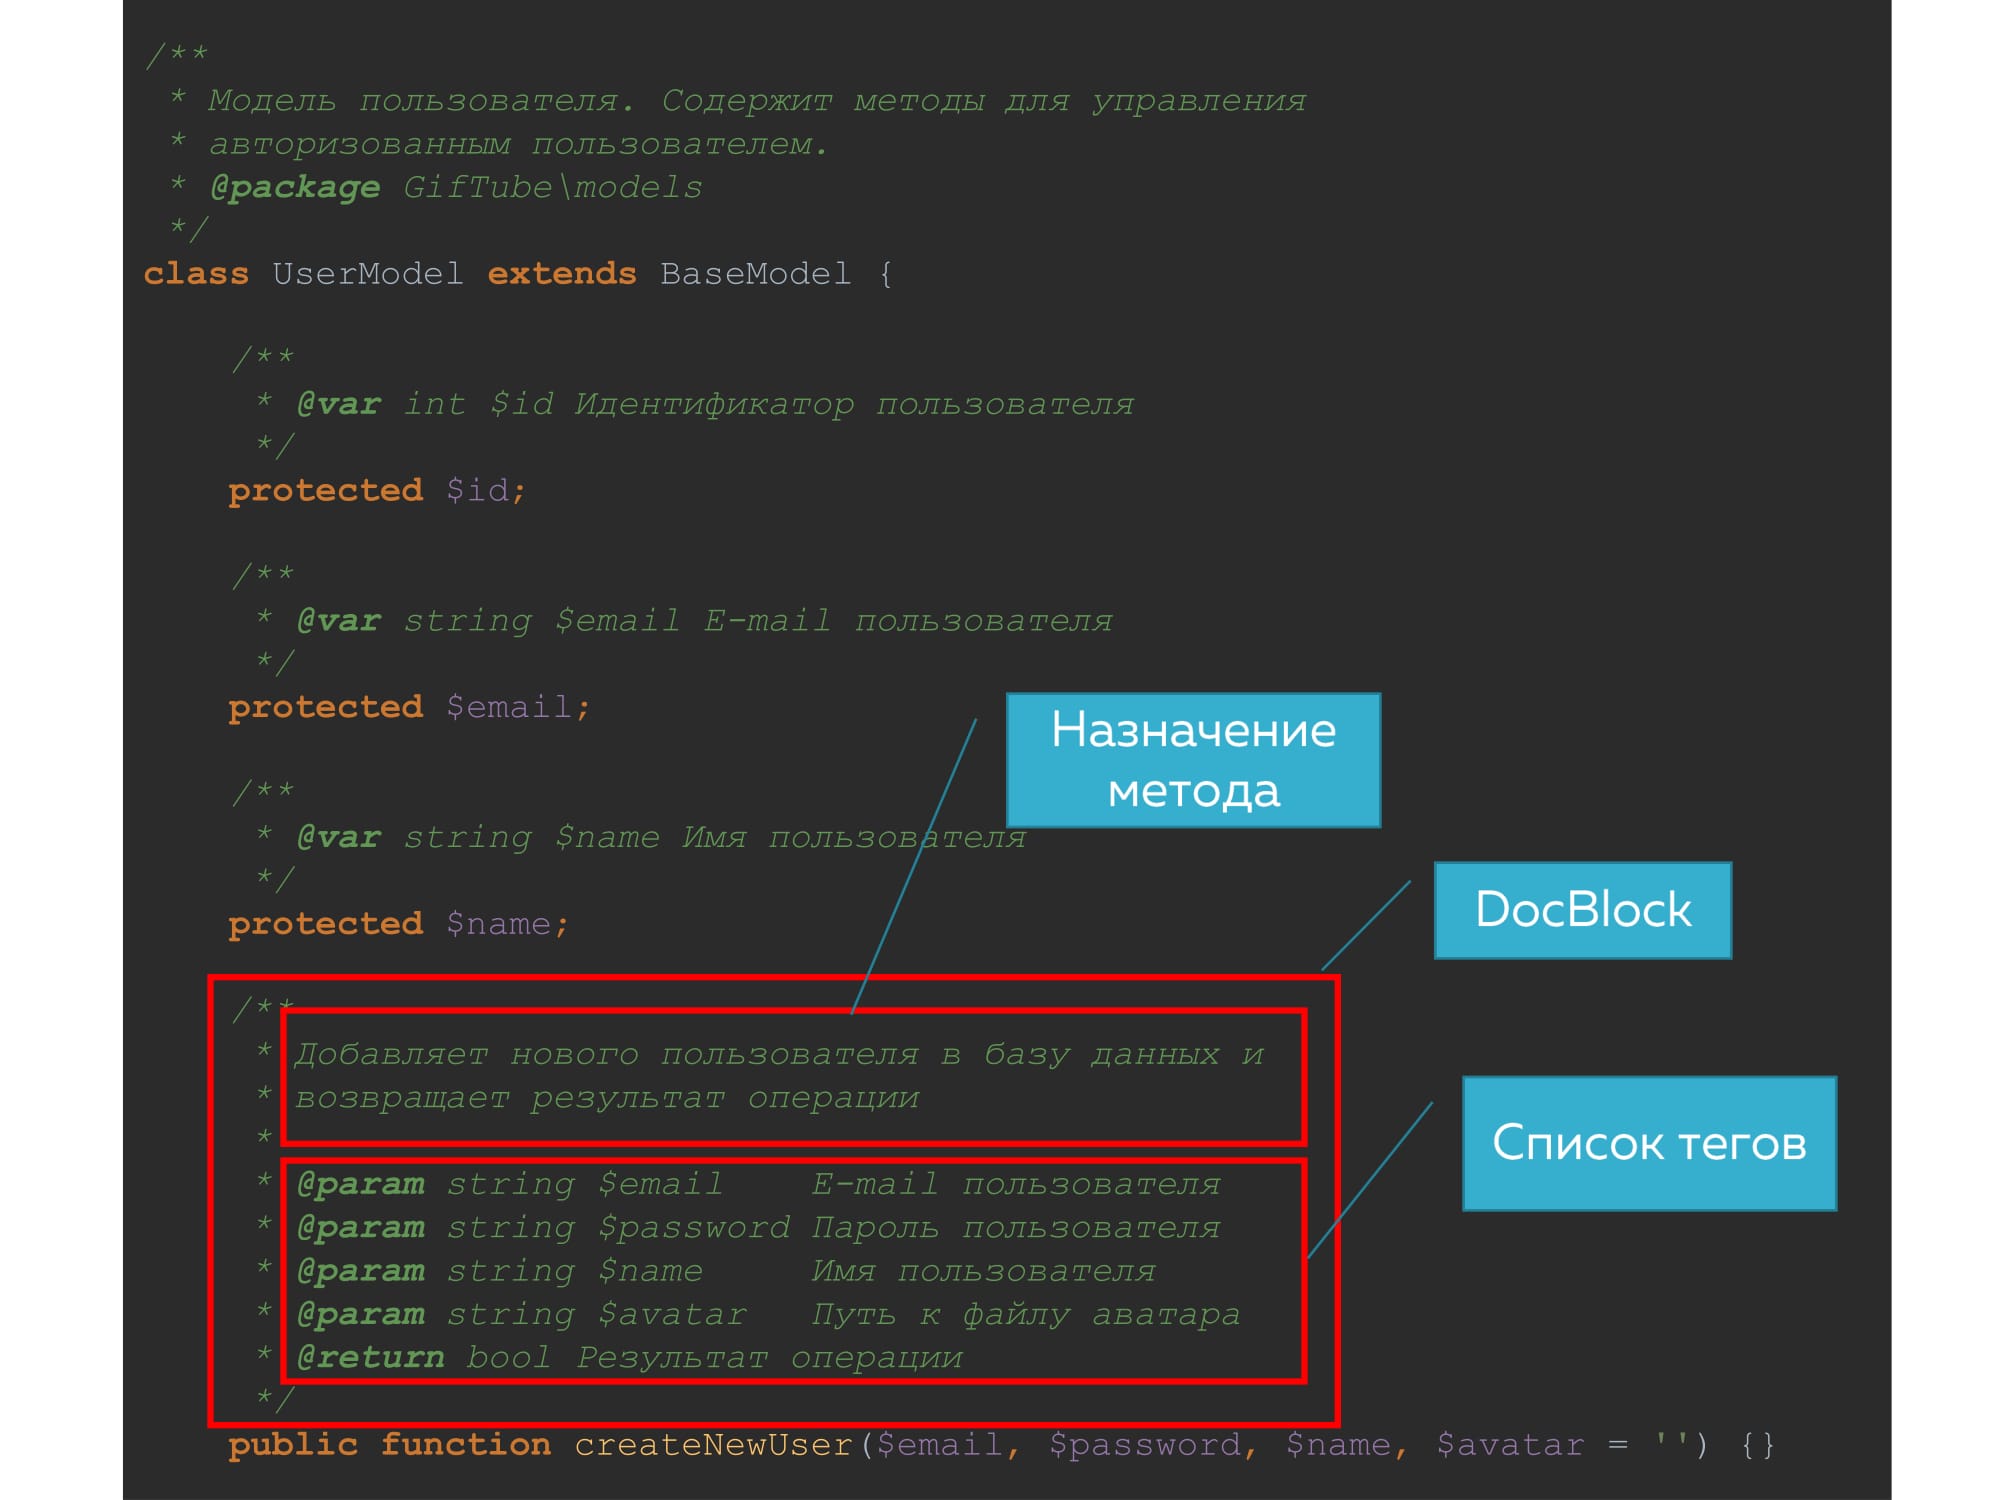 /**
* Модель пользователя. Содержит методы для управления
* авторизованным пользователем.
* @package GifTube\models
*/
class UserModel extends BaseModel {
/**
* @var int $id Идентификатор пользователя
*/
protected $id;
/**
* @var string $email E-mail пользователя
*/
protected $email;
/**
* @var string $name Имя пользователя
*/
protected $name;
Назначение
метода
DocBlock
/**
* Добавляет нового пользователя в базу данных и
* возвращает результат операции
*
* @param string $email E-mail пользователя
* @param string $password Пароль пользователя
* @param string $name Имя пользователя
* @param string $avatar Путь к файлу аватара
* @return bool Результат операции
*/
Список тегов
public function createNewUser($email, $password, $name, $avatar = '') {}